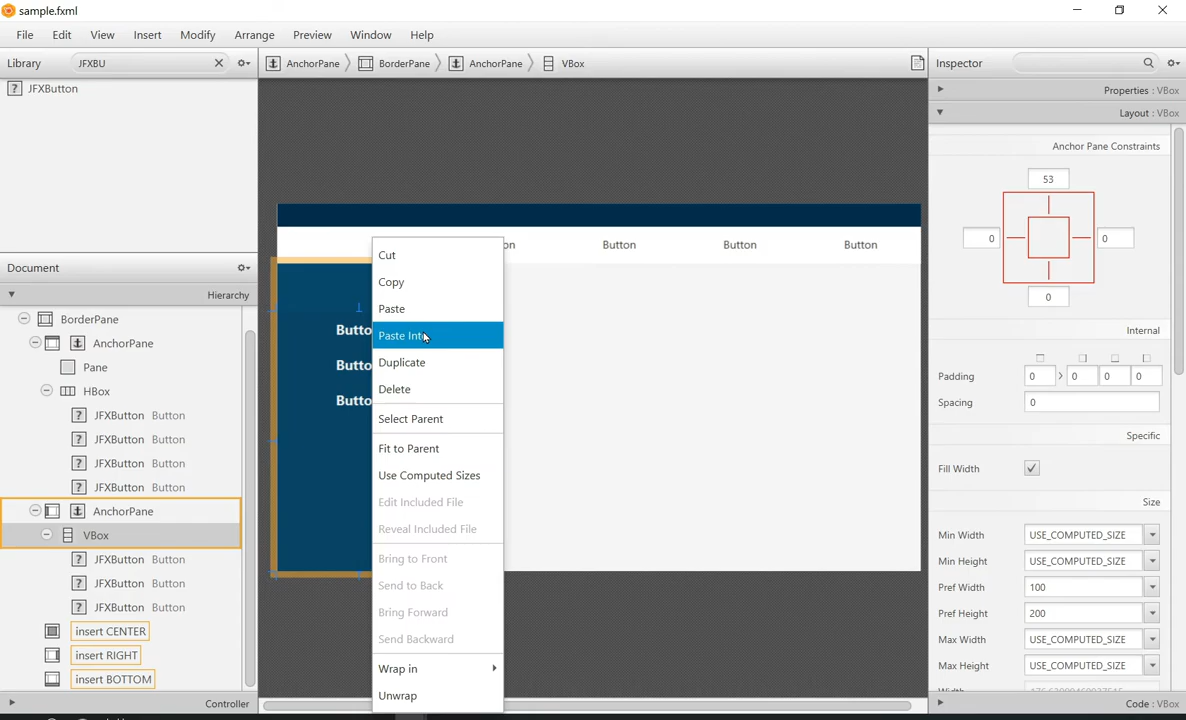 sample.fxml
File Edit View Insert Modify Arrange Preview Window Help
Library JFXBU
AnchorPane BorderPane AnchorPane VBox
Inspector
JFXButton
Properties : VBox
Layout : VBox
Anchor Pane Constraints
53
0 0
0
on Button Button Button
Butto
Butto
Butto
Cut
Copy
Paste
Paste Into
Duplicate
Delete
Select Parent
Fit to Parent
Use Computed Sizes
Edit Included File
Reveal Included File
Bring to Front
Send to Back
Bring Forward
Send Backward
Wrap in
Unwrap
Document
Hierarchy
BorderPane
AnchorPane
Pane
HBox
JFXButton Button
JFXButton Button
JFXButton Button
JFXButton Button
AnchorPane
VBox
JFXButton Button
JFXButton Button
JFXButton Button
insert CENTER
insert RIGHT
insert BOTTOM
Controller
Internal
Padding 0 0 0 0
Spacing 0
Specific
Fill Width
Size
Min Width USE_COMPUTED_SIZE
Min Height USE_COMPUTED_SIZE
Pref Width 100
Pref Height 200
Max Width USE_COMPUTED_SIZE
Max Height USE_COMPUTED_SIZE
Code : VBox